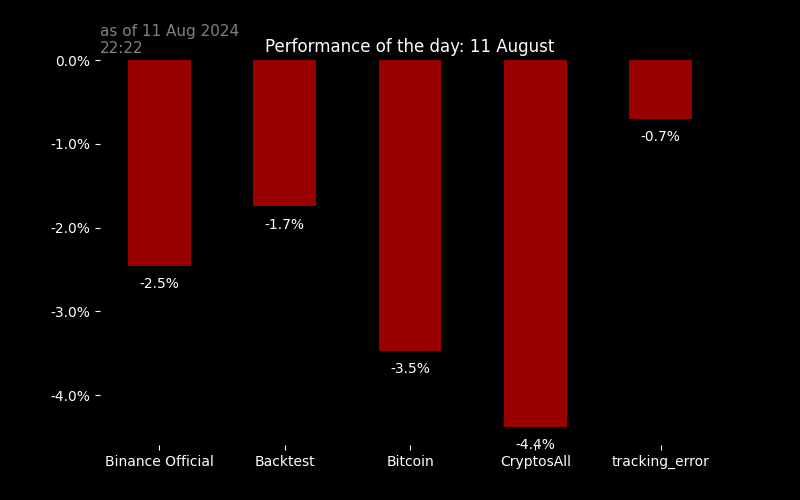 as of 11 Aug 2024
22:22
Performance of the day: 11 August
0.0%
-1.0%
-2.0%
-3.0%
-4.0%
-2.5%
-1.7%
-3.5%
-4.4%
-0.7%
Binance Official
Backtest
Bitcoin
CryptosAll
tracking_error